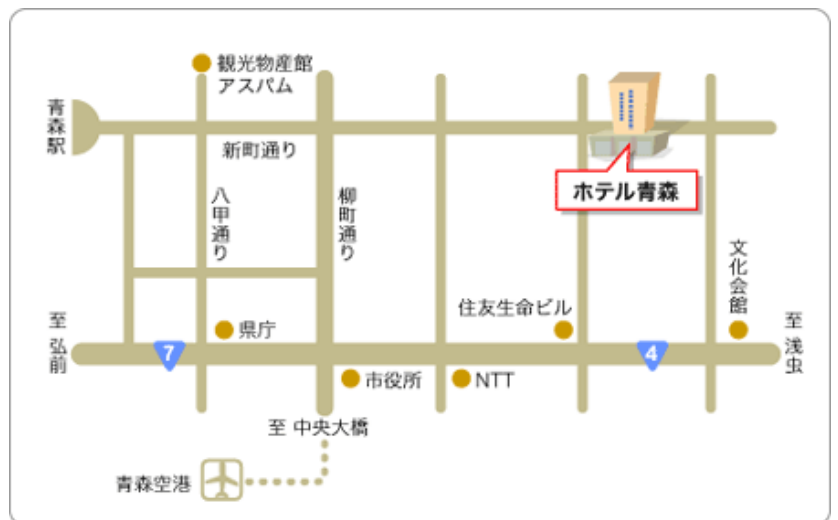 観光物産館
アスパム
青森駅
新町通り
ホテル青森
八甲通り
柳町通り
文化会館
住友生命ビル
至 弘前
県庁
至 浅虫
7
4
市役所
NTT
至 中央大橋
青森空港